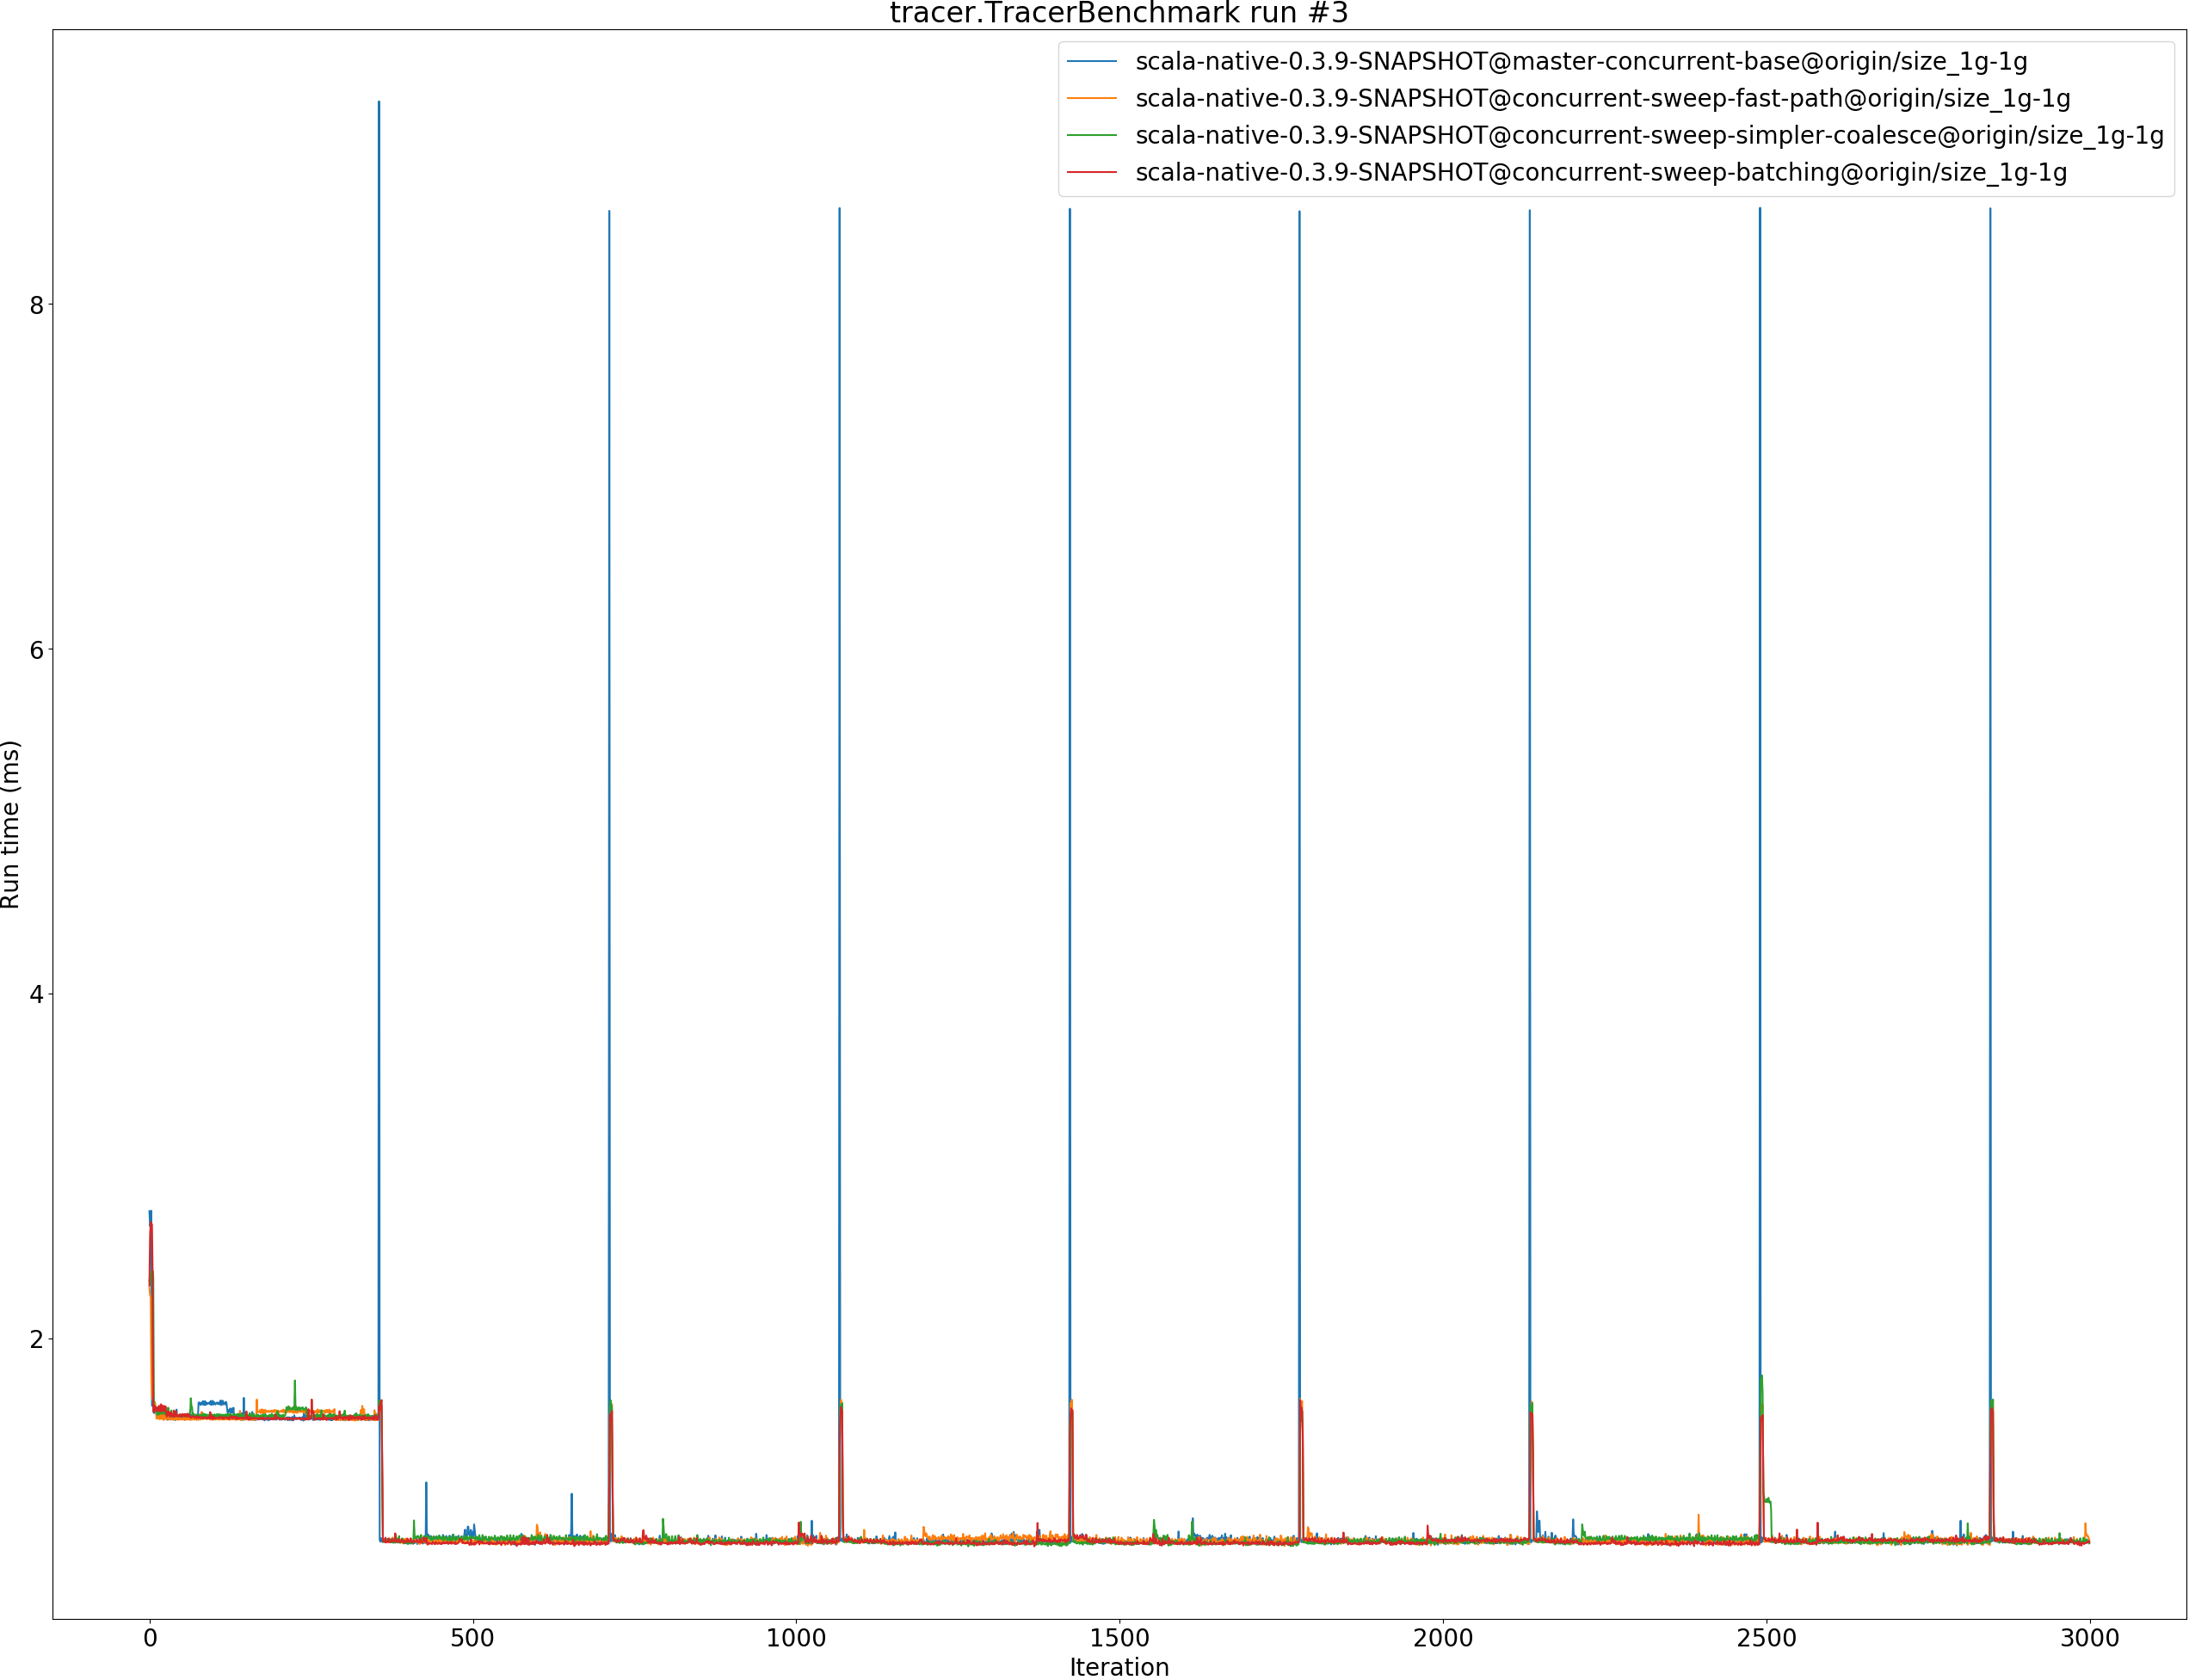 tracer.TracerBenchmark run #3
scala-native-0.3.9-SNAPSHOT@master-concurrent-base@origin/size_1g-1g
scala-native-0.3.9-SNAPSHOT@concurrent-sweep-fast-path@origin/size_1g-1g
scala-native-0.3.9-SNAPSHOT@concurrent-sweep-simpler-coalesce@origin/size_1g-1g
scala-native-0.3.9-SNAPSHOT@concurrent-sweep-batching@origin/size_1g-1g
8
6
4
2
Run time (ms)
0 500 1000 1500 2000 2500 3000
Iteration